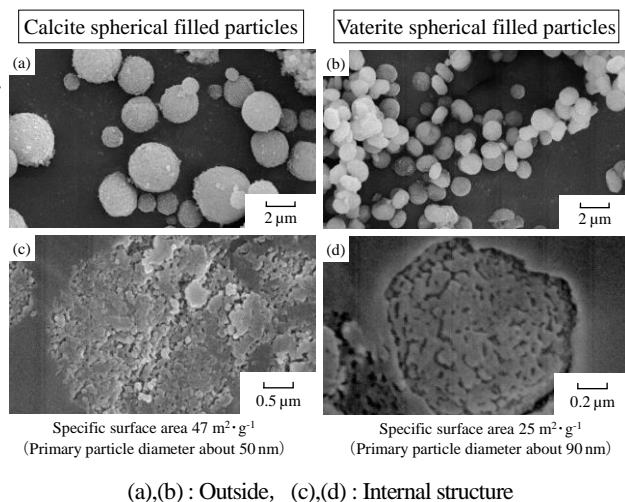 Calcite spherical filled particles
Vaterite spherical filled particles
(a)
2 μm
(b)
2 μm
(c)
0.5 μm
(d)
0.2 μm
Specific surface area 47 m²・g⁻¹
（Primary particle diameter about 50 nm）
Specific surface area 25 m²・g⁻¹
（Primary particle diameter about 90 nm）
(a),(b) : Outside,   (c),(d) : Internal structure